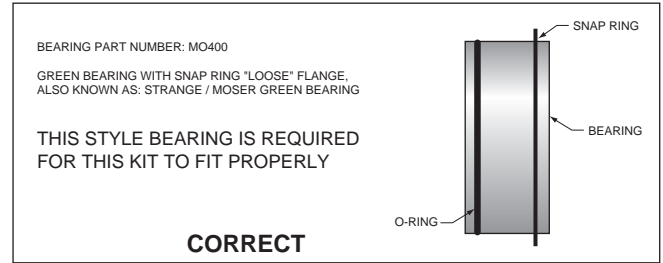 BEARING PART NUMBER: MO400
GREEN BEARING WITH SNAP RING "LOOSE" FLANGE,
ALSO KNOWN AS: STRANGE / MOSER GREEN BEARING
THIS STYLE BEARING IS REQUIRED
FOR THIS KIT TO FIT PROPERLY
CORRECT
SNAP RING
BEARING
O-RING